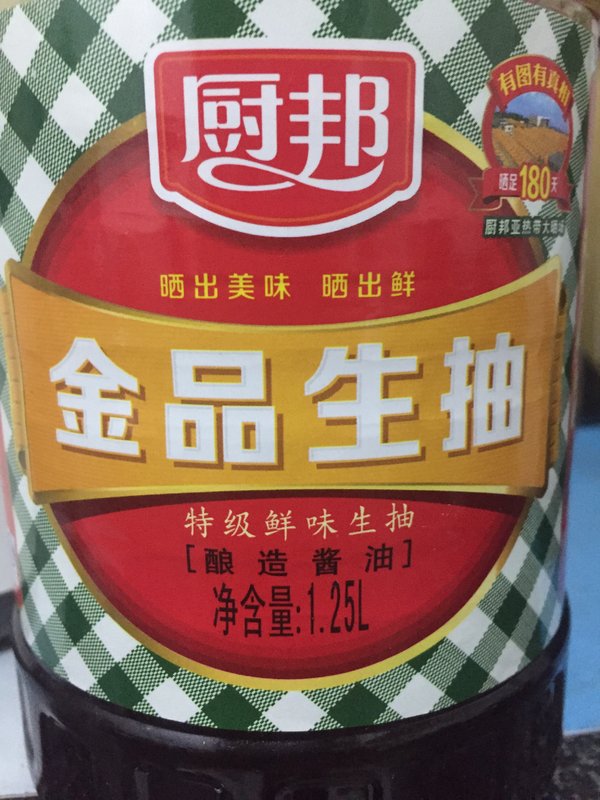 厨邦
有图有真相
晒足180天
厨邦亚热带大晒场
晒出美味 晒出鲜
金品生抽
特级鲜味生抽
[酿造酱油]
净含量:1.25L